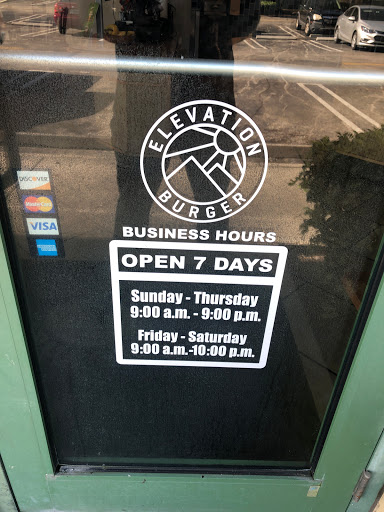 ELEVATION
BURGER
BUSINESS HOURS
OPEN 7 DAYS
Sunday - Thursday
9:00 a.m. - 9:00 p.m.
Friday - Saturday
9:00 a.m.-10:00 p.m.
DISCOVER
MasterCard
VISA